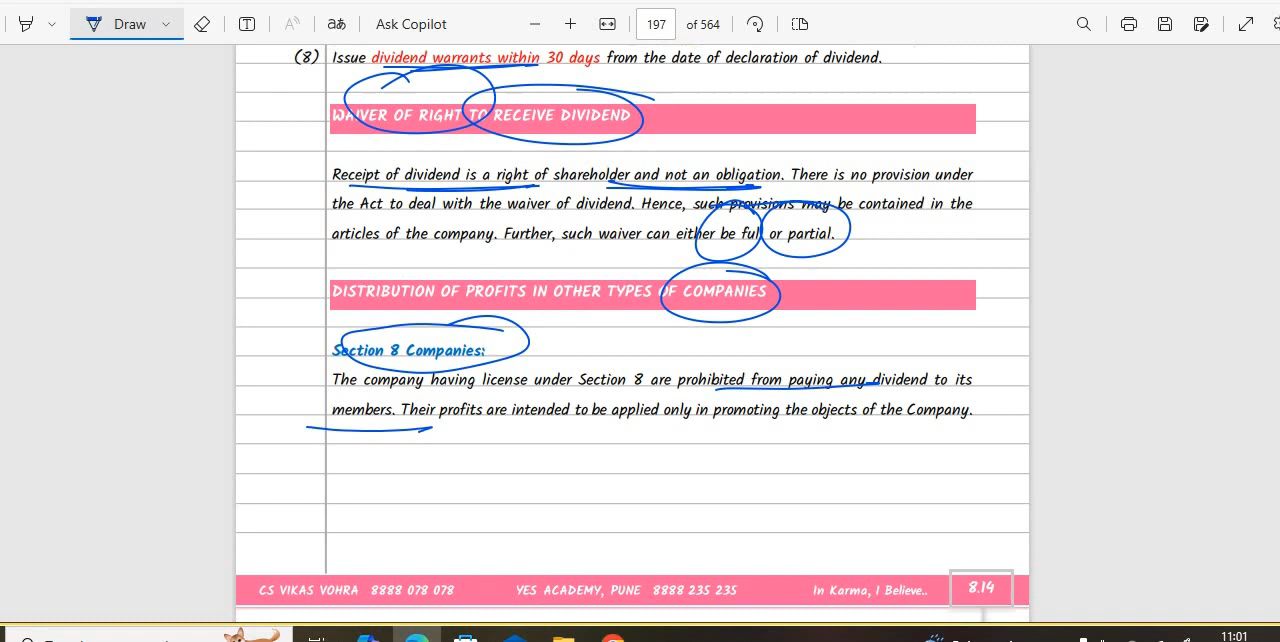 Draw
aあ
Ask Copilot
197 of 564
(8) Issue dividend warrants within 30 days from the date of declaration of dividend.
WAIVER OF RIGHT TO RECEIVE DIVIDEND
Receipt of dividend is a right of shareholder and not an obligation. There is no provision under
the Act to deal with the waiver of dividend. Hence, such provisions may be contained in the
articles of the company. Further, such waiver can either be full or partial.
DISTRIBUTION OF PROFITS IN OTHER TYPES OF COMPANIES
Section 8 Companies:
The company having license under Section 8 are prohibited from paying any dividend to its
members. Their profits are intended to be applied only in promoting the objects of the Company.
CS VIKAS VOHRA 8888 078 078 YES ACADEMY, PUNE 8888 235 235 In Karma, I Believe.. 8.14
11:01